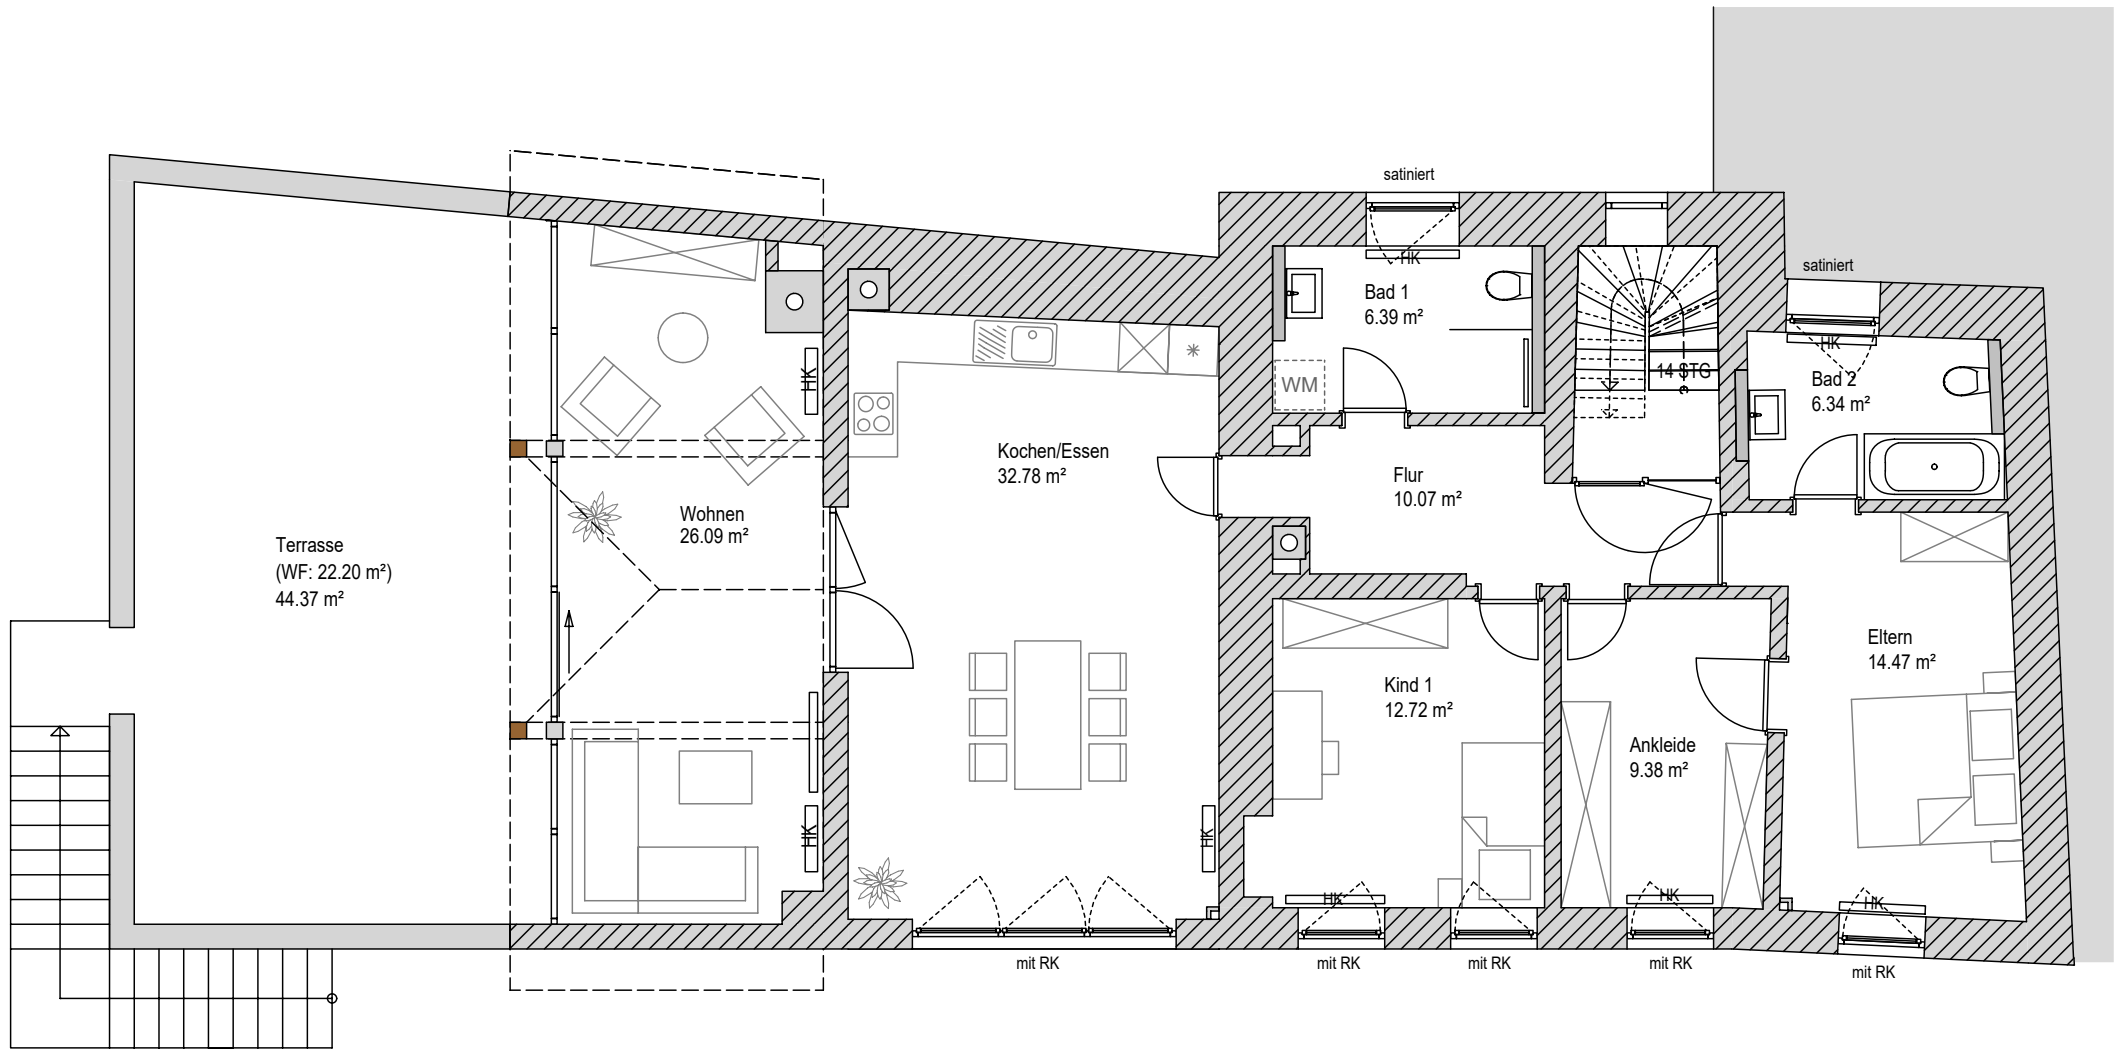 satiniert
HK
Bad 1
6.39 m²
WM
satiniert
HK
14 STG
Bad 2
6.34 m²
HK
Kochen/Essen
32.78 m²
Flur
10.07 m²
Wohnen
26.09 m²
Terrasse
(WF: 22.20 m²)
44.37 m²
Eltern
14.47 m²
Kind 1
12.72 m²
Ankleide
9.38 m²
HK
HK
HK
HK
HK
mit RK
mit RK
mit RK
mit RK
mit RK